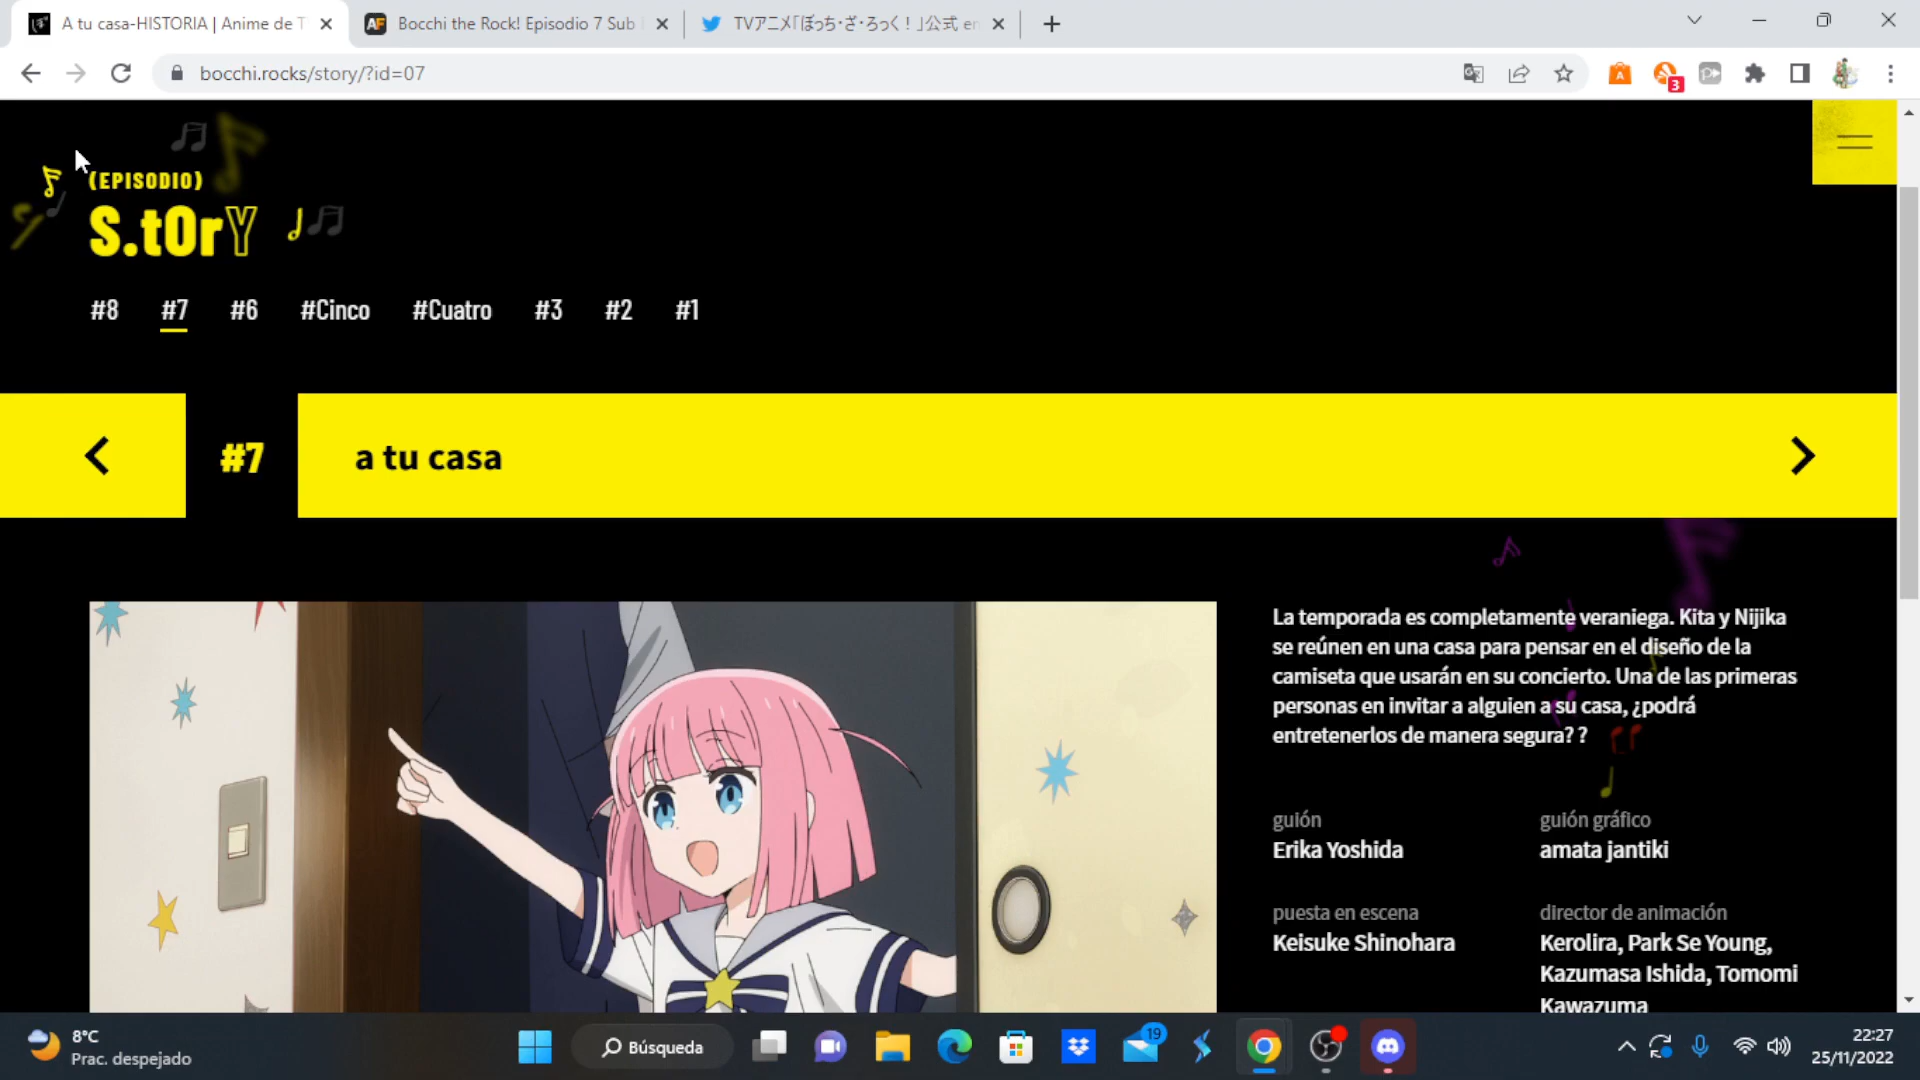 A tu casa-HISTORIA | Anime de T
Bocchi the Rock! Episodio 7 Sub
TVアニメ「ぼっち・ざ・ろっく！」公式 en
bocchi.rocks/story/?id=07
3
(EPISODIO)
S.tOrY
#8 #7 #6 #Cinco #Cuatro #3 #2 #1
#7 a tu casa
La temporada es completamente veraniega. Kita y Nijika
se reúnen en una casa para pensar en el diseño de la
camiseta que usarán en su concierto. Una de las primeras
personas en invitar a alguien a su casa, ¿podrá
entretenerlos de manera segura? ?
guión
Erika Yoshida
guión gráfico
amata jantiki
puesta en escena
Keisuke Shinohara
director de animación
Kerolira, Park Se Young,
Kazumasa Ishida, Tomomi
Kawazuma
8°C
Prac. despejado
Búsqueda
19
22:27
25/11/2022